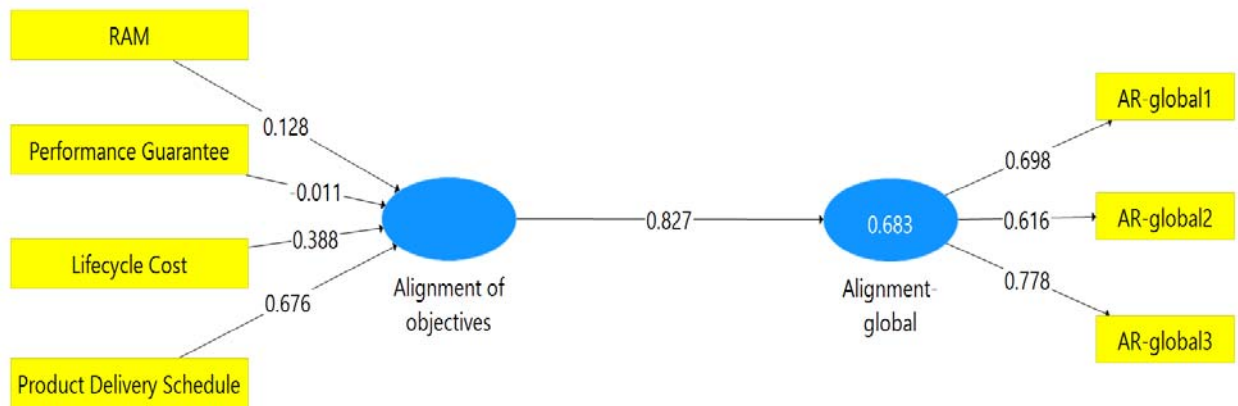 RAM
0.128
Performance Guarantee
-0.011
Lifecycle Cost
0.388
Product Delivery Schedule
0.676
Alignment of
objectives
0.827
0.683
Alignment-
global
0.698
AR-global1
0.616
AR-global2
0.778
AR-global3